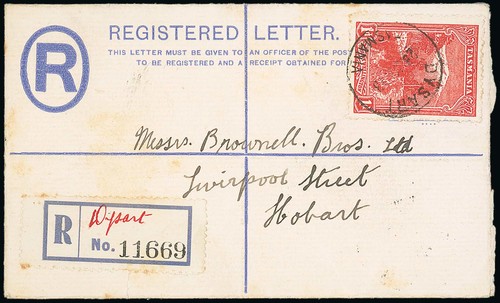 REGISTERED LETTER.
THIS LETTER MUST BE GIVEN TO AN OFFICER OF THE POST
TO BE REGISTERED AND A RECEIPT OBTAINED FOR
R
TASMANIA
DYSART
Messrs. Brownell. Bros. Ltd
Liverpool Street
Hobart
R
Dysart
No. 11669